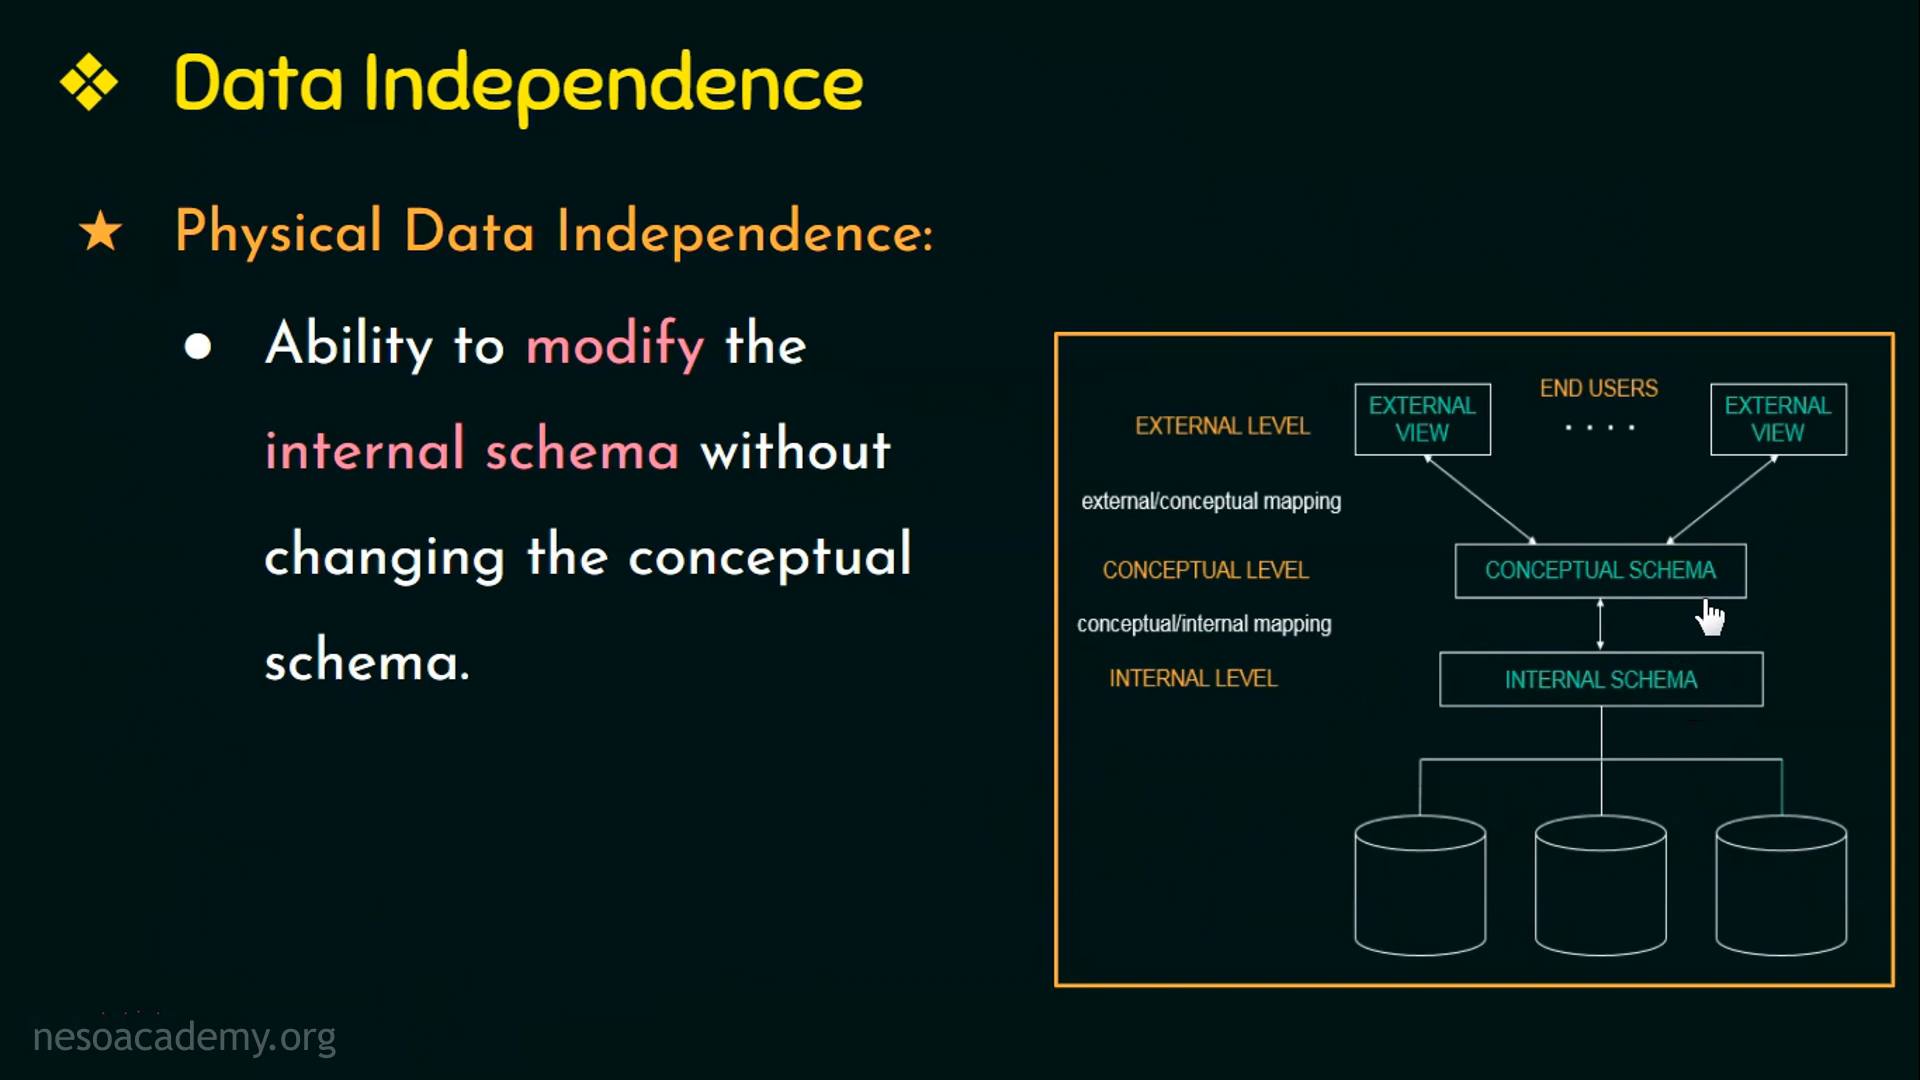 ❖ Data Independence
★ Physical Data Independence:
● Ability to modify the
internal schema without
changing the conceptual
schema.
END USERS
EXTERNAL LEVEL
EXTERNAL
VIEW
. . . .
EXTERNAL
VIEW
external/conceptual mapping
CONCEPTUAL LEVEL
CONCEPTUAL SCHEMA
conceptual/internal mapping
INTERNAL LEVEL
INTERNAL SCHEMA
nesoacademy.org